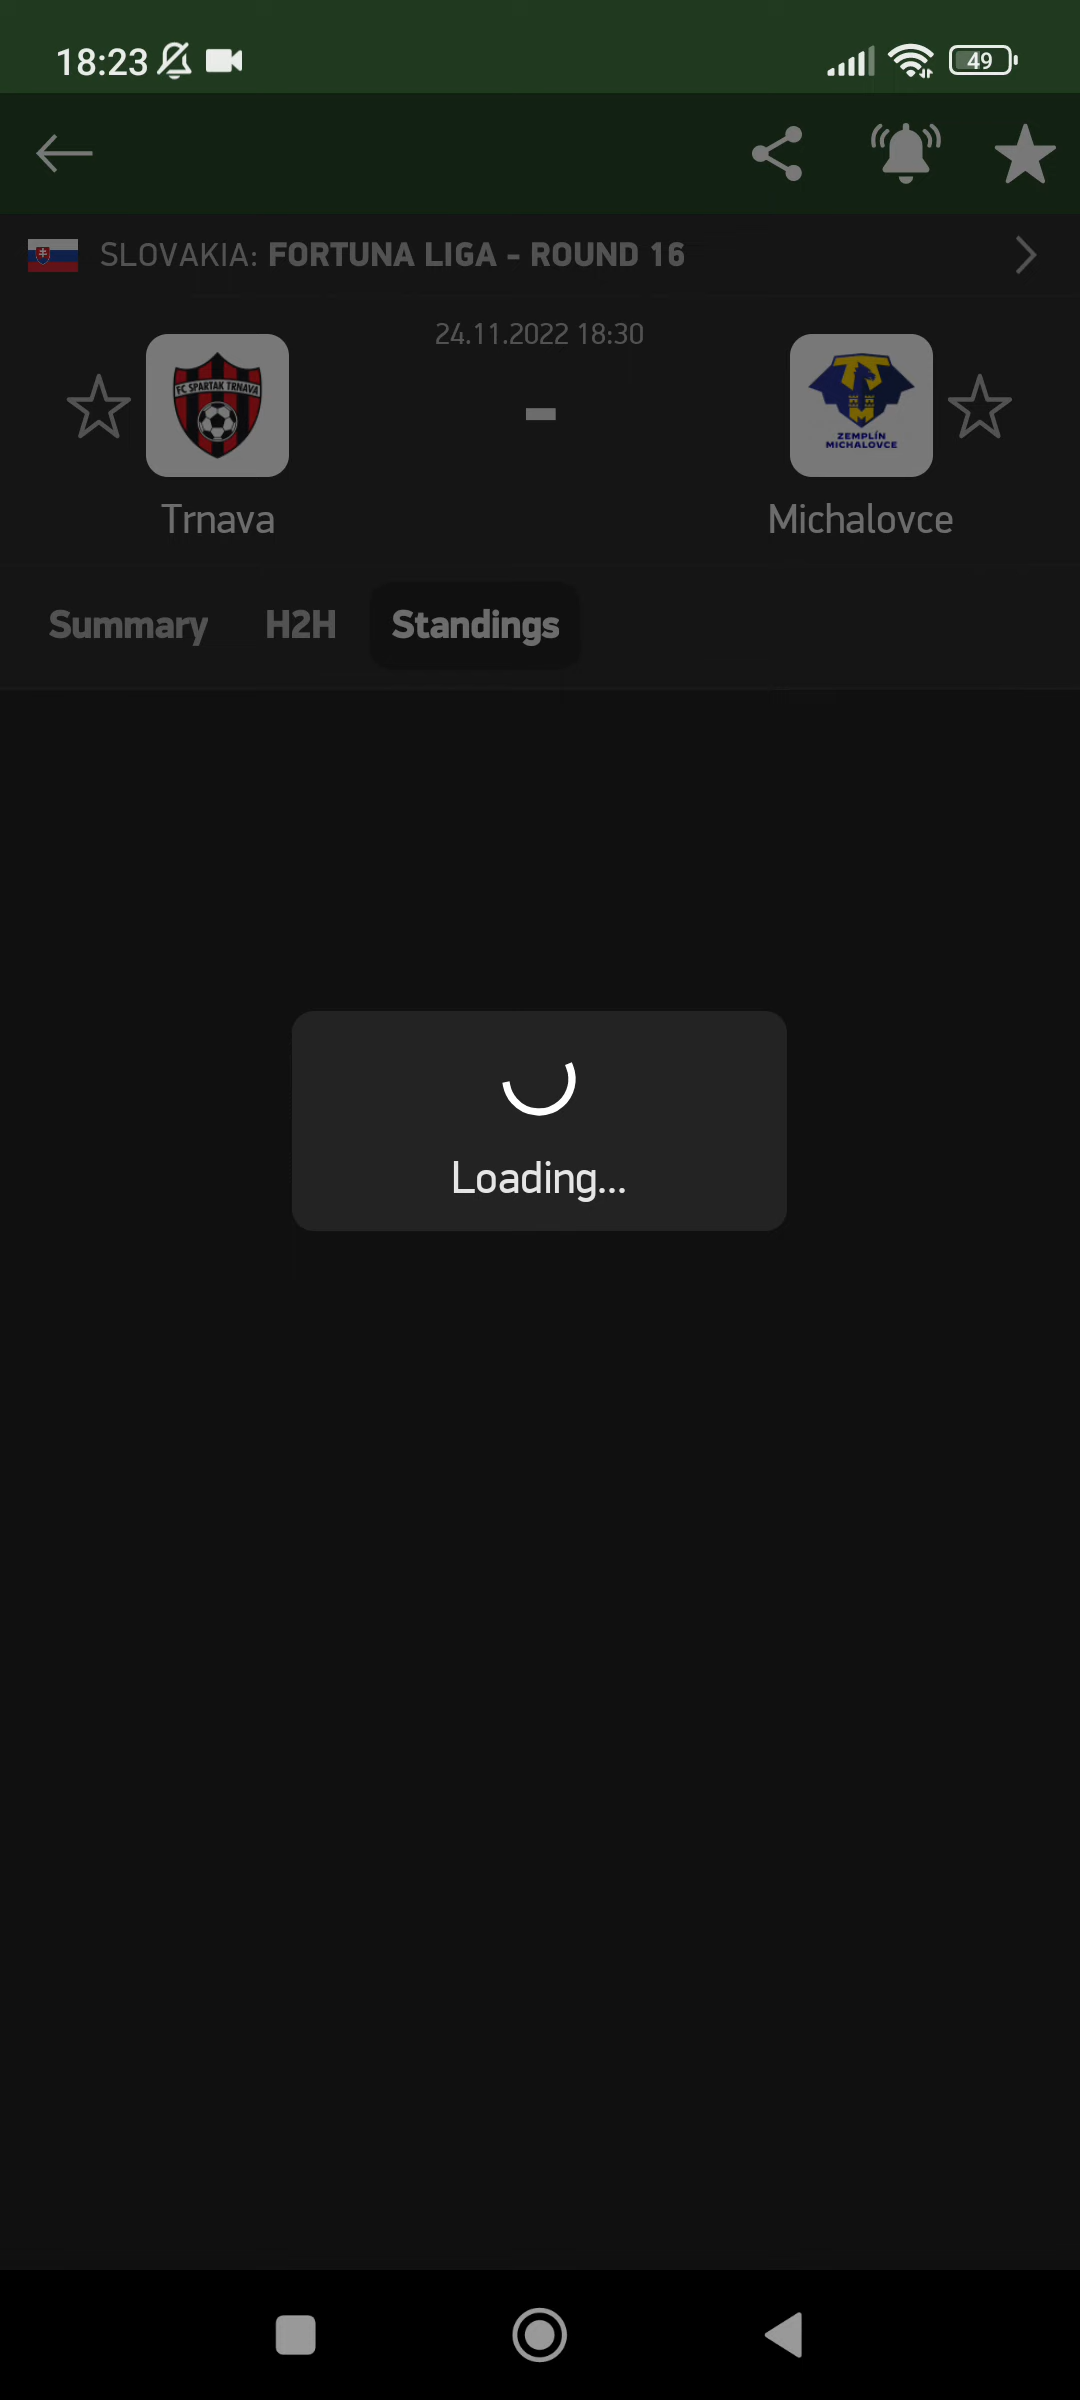 18:23
49
SLOVAKIA: FORTUNA LIGA - ROUND 16
24.11.2022 18:30
-
FC SPARTAK TRNAVA
ZEMPLÍN
MICHALOVCE
Trnava
Michalovce
Summary
H2H
Standings
Loading...